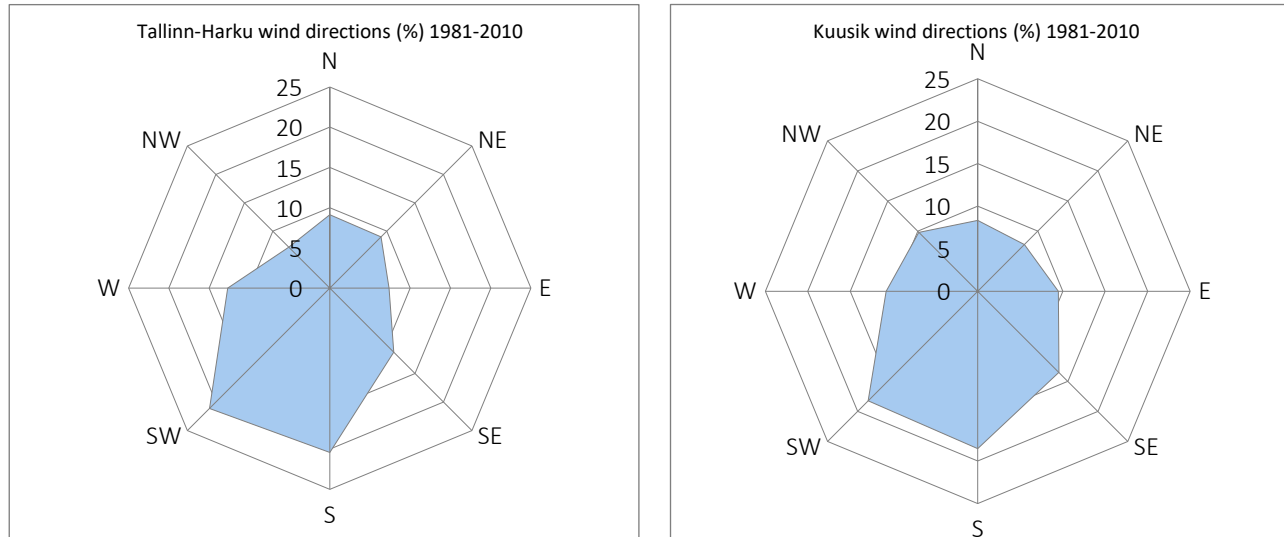 Tallinn-Harku wind directions (%) 1981-2010
N
25
20
NW
NE
15
10
5
W
0
E
SW
SE
S
Kuusik wind directions (%) 1981-2010
N
25
20
NW
NE
15
10
5
W
0
E
SW
SE
S